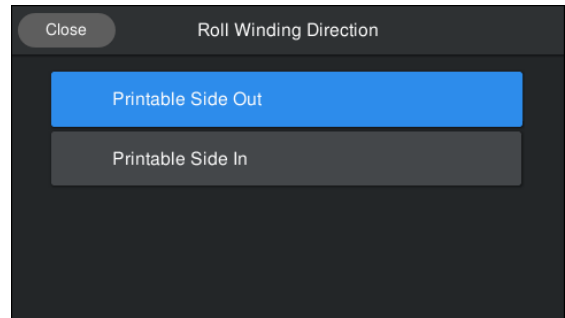 Close
Roll Winding Direction
Printable Side Out
Printable Side In